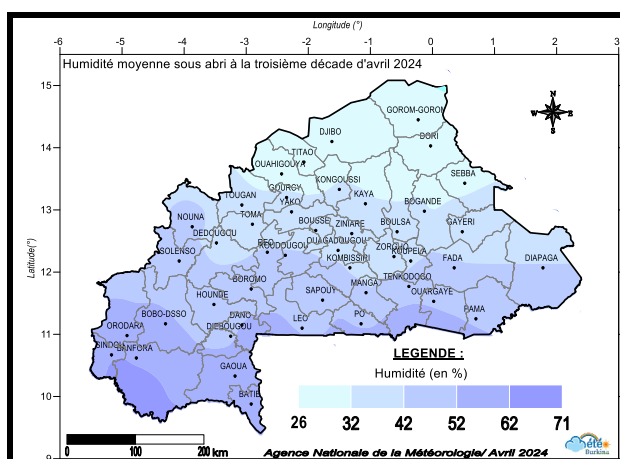 Longitude (°)
-6 -5 -4 -3 -2 -1 0 1 2 3
Humidité moyenne sous abri à la troisième décade d'avril 2024
15
GOROM-GOROM
N
W E
S
DJIBO
14
DORI
TITAO
OUAHIGOUYA
SEBBA
KONGOUSSI
GOURCY
TOUGAN
KAYA
YAKO
BOGANDE
13
NOUNA
TOMA
BOUSSE
ZINIARE
BOULSA
GAYERI
DEDOUGOU
OUAGADOUGOU
KOUDOUGOU
ZORGHO
KOUPELA
SOLENSO
KOMBISSIRI
FADA
DIAPAGA
Latitude(°)
12
TENKODOGO
BOROMO
MANGA
OUARGAYE
HOUNDE
SAPOUY
PAMA
BOBO-DSSO
DANO
LEO
PO
ORODARA
DIEBOUGOU
11
SINDOU
BANFORA
LEGENDE :
GAOUA
Humidité (en %)
BATIE
10
26 32 42 52 62 71
0 100 200 km
9
Agence Nationale de la Météorologia/ Avril 2024
été
Burkina